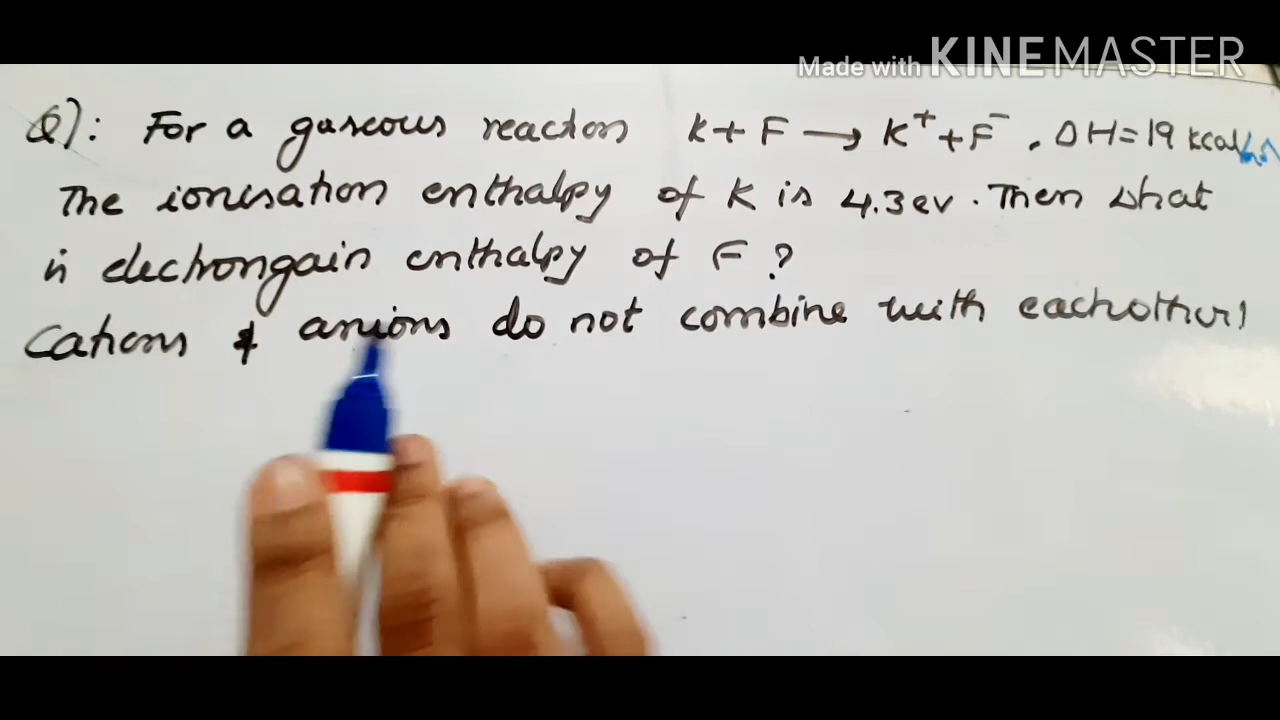 Made with KINEMASTER
Q): For a gaseous reaction K + F → K⁺ + F⁻ . ΔH = 19 kcal
The ionisation enthalpy of K is 4.3ev. Then what
is electrongain enthalpy of F ?
Cations & anions do not combine with eachother)